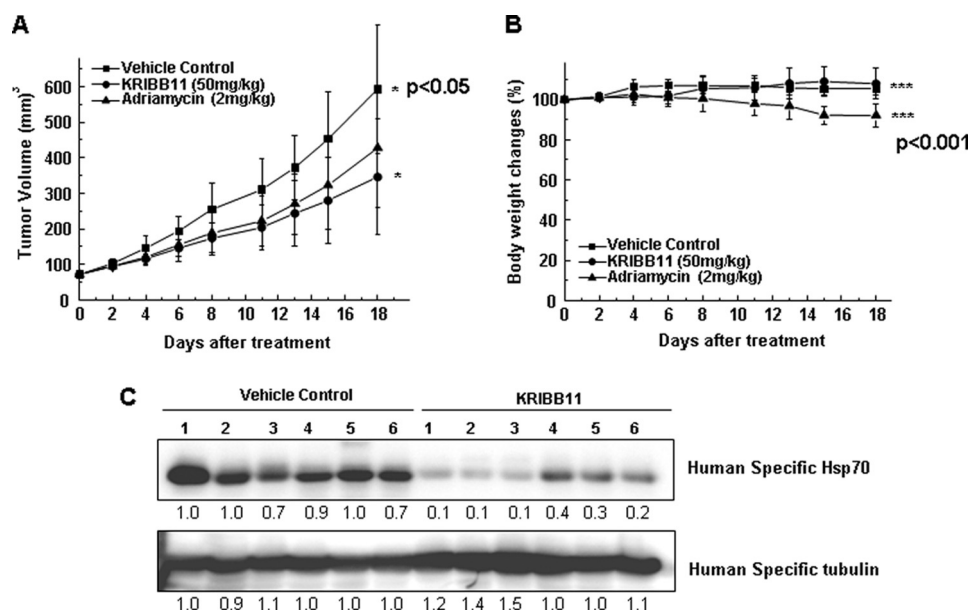 A
Vehicle Control
KRIBB11 (50mg/kg)
Adriamycin (2mg/kg)
* p<0.05
*
Tumor Volume (mm)³
600
500
400
300
200
100
0
0 2 4 6 8 10 12 14 16 18
Days after treatment
B
Body weight changes (%)
100
80
60
40
20
0
***
***
p<0.001
Vehicle Control
KRIBB11 (50mg/kg)
Adriamycin (2mg/kg)
0 2 4 6 8 10 12 14 16 18
Days after treatment
C
Vehicle Control KRIBB11
1 2 3 4 5 6 1 2 3 4 5 6
Human Specific Hsp70
1.0 1.0 0.7 0.9 1.0 0.7 0.1 0.1 0.1 0.4 0.3 0.2
Human Specific tubulin
1.0 0.9 1.1 1.0 1.0 1.0 1.2 1.4 1.5 1.0 1.0 1.1